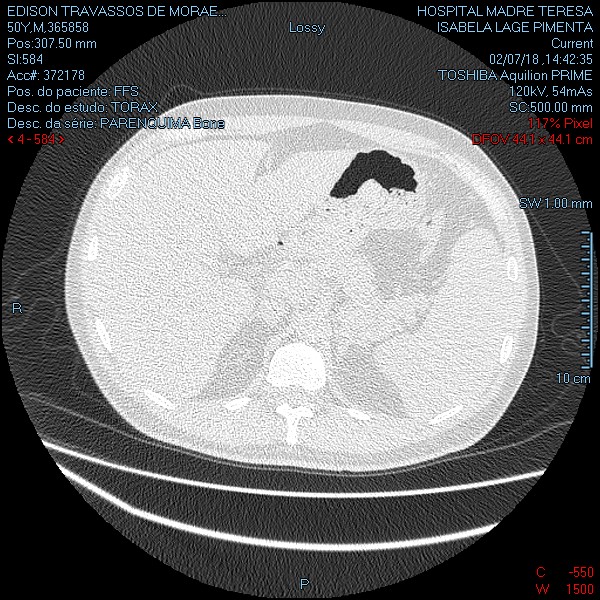 EDISON TRAVASSOS DE MORAE...
50Y,M,365858
Pos:307.50 mm
SI:584
Acc#: 372178
Pos. do paciente: FFS
Desc. do estudo: TORAX
Desc. da série: PARENQUIMA Bone
< 4 - 584 >
Lossy
HOSPITAL MADRE TERESA
ISABELA LAGE PIMENTA
Current
02/07/18 ,14:42:35
TOSHIBA Aquilion PRIME
120kV, 54mAs
SC:500.00 mm
117% Pixel
DFOV:44.1 x 44.1 cm
SW:1.00 mm
R
10 cm
P
C -550
W 1500